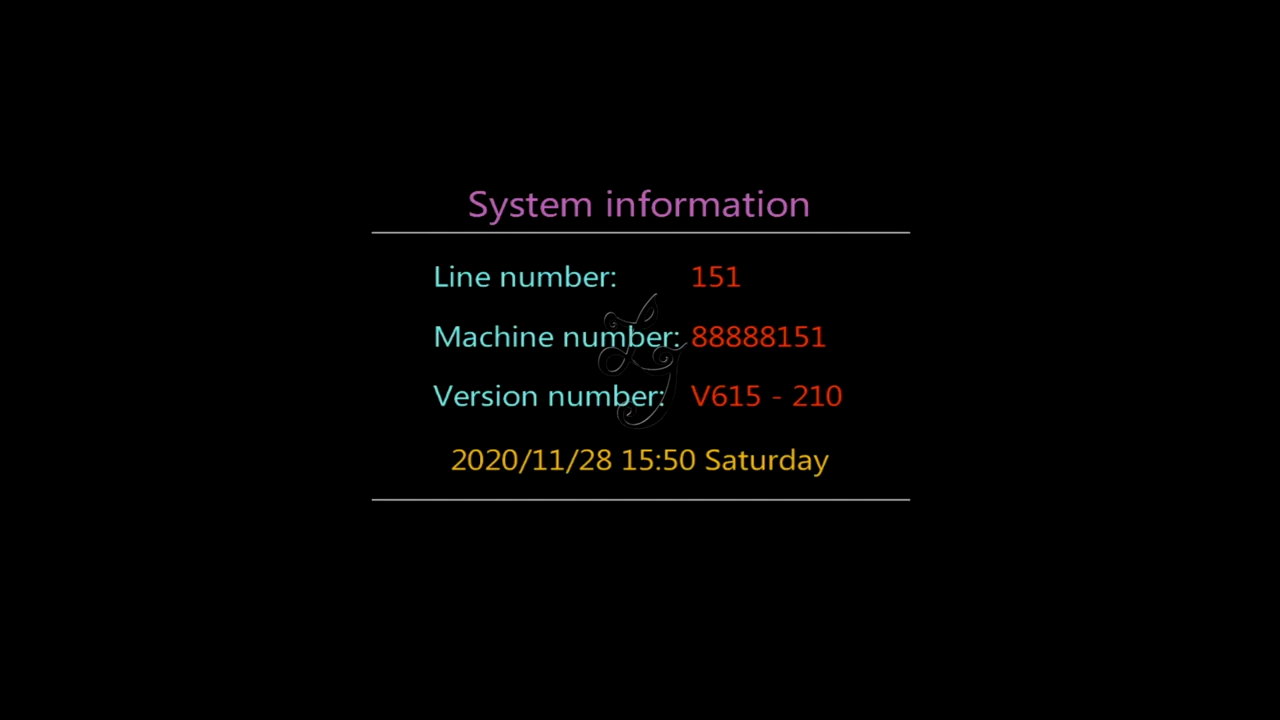 System information
Line number: 151
Machine number: 88888151
Version number: V615 - 210
2020/11/28 15:50 Saturday